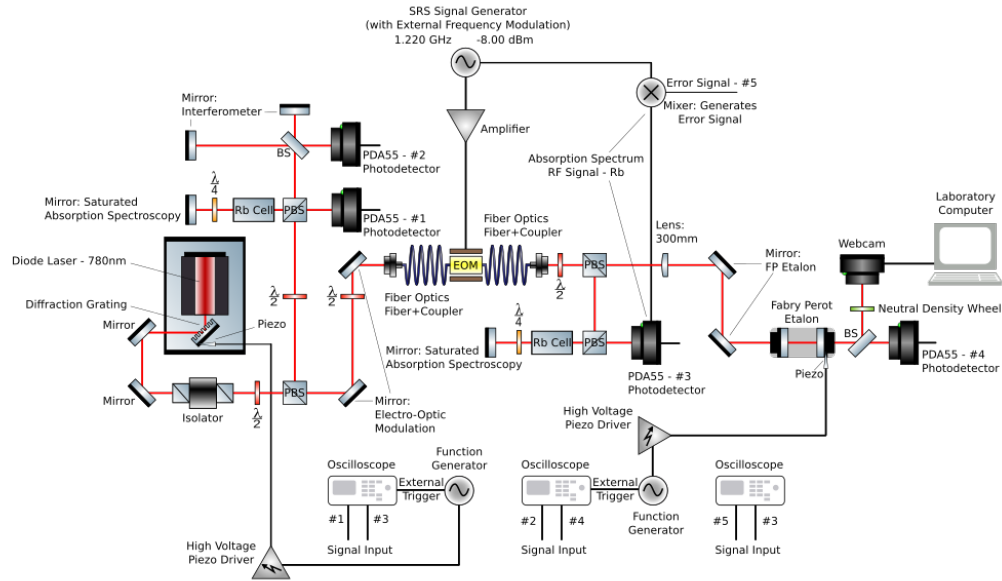 SRS Signal Generator
(with External Frequency Modulation)
1.220 GHz -8.00 dBm
Mirror:
Interferometer
BS
PDA55 - #2
Photodetector
Amplifier
Error Signal - #5
Mixer: Generates
Error Signal
Absorption Spectrum
RF Signal - Rb
λ
4
Mirror: Saturated
Absorption Spectroscopy
Rb Cell
PBS
PDA55 - #1
Photodetector
Fiber Optics
Fiber+Coupler
Lens:
300mm
Laboratory
Computer
Webcam
Diode Laser - 780nm
EOM
λ
2
PBS
Mirror:
FP Etalon
Diffraction Grating
Fiber Optics
Fiber+Coupler
λ
2
λ
2
Neutral Density Wheel
Mirror
Piezo
Fabry Perot
Etalon
BS
λ
4
Mirror: Saturated
Absorption Spectroscopy
Rb Cell
PBS
PDA55 - #3
Photodetector
Piezo
PDA55 - #4
Photodetector
Mirror
Isolator
λ
2
PBS
Mirror:
Electro-Optic
Modulation
High Voltage
Piezo Driver
Function
Generator
Oscilloscope
External
Trigger
#1
#3
Signal Input
Oscilloscope
External
Trigger
Function
Generator
#2
#4
Signal Input
Oscilloscope
#5
#3
Signal Input
High Voltage
Piezo Driver